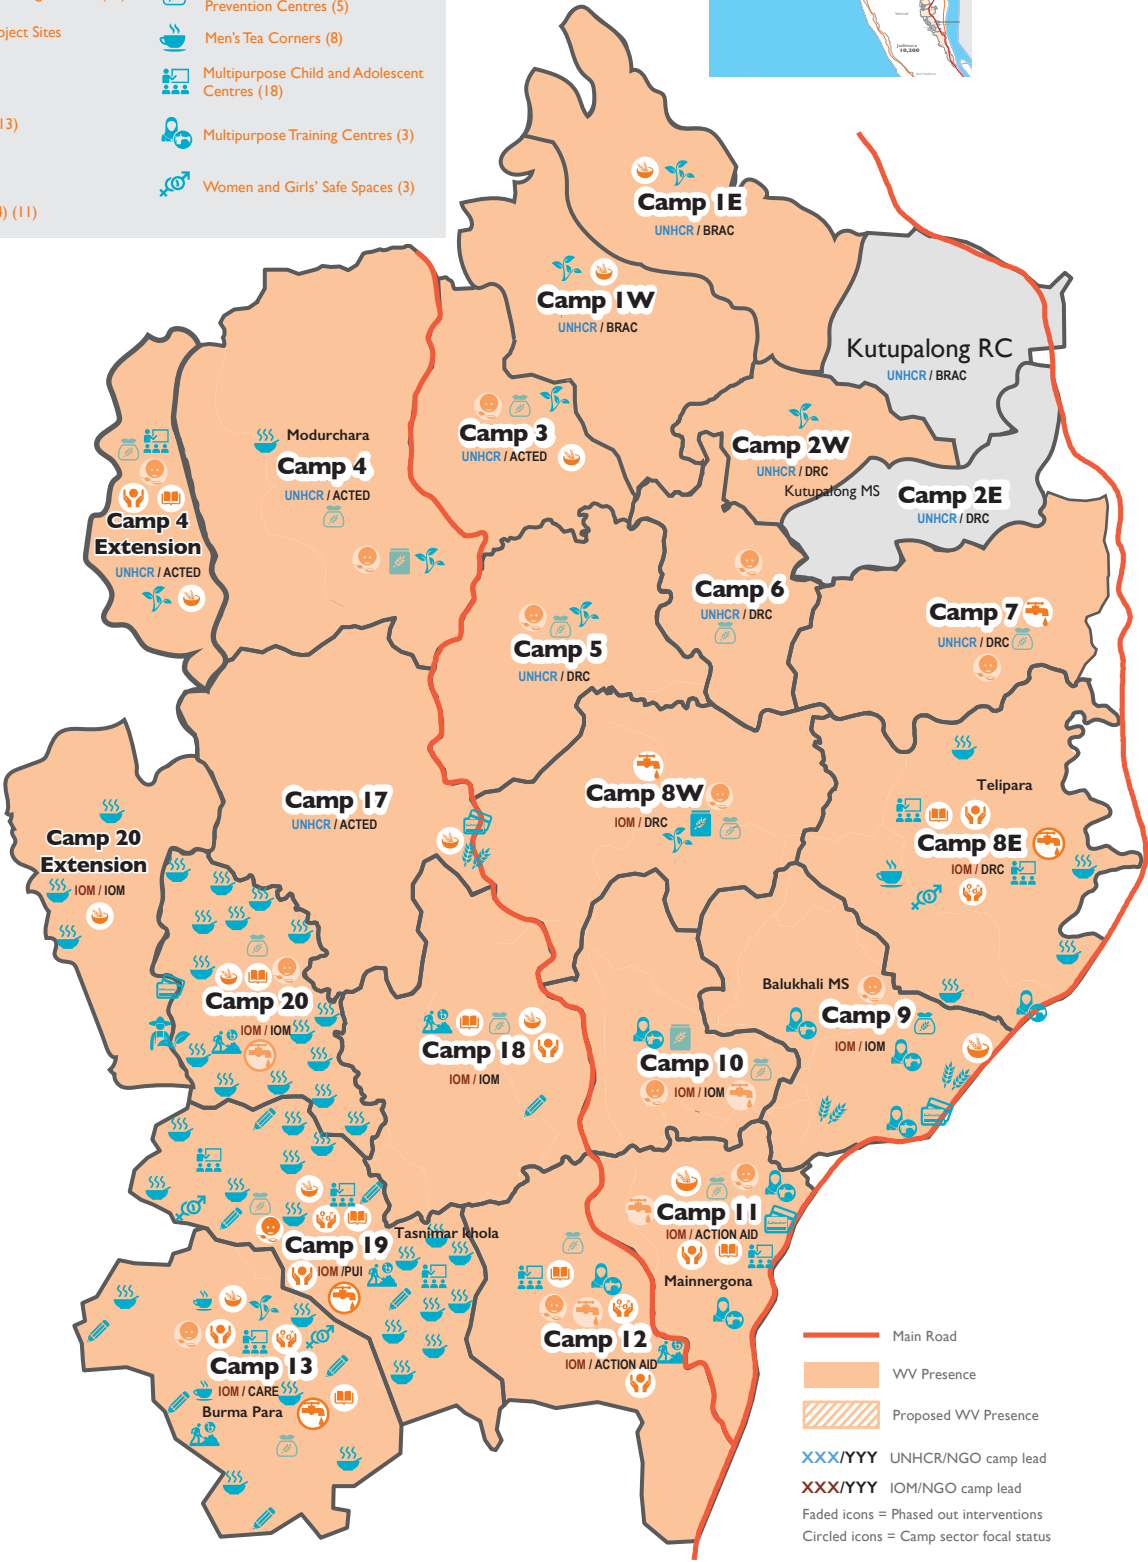 Prevention Centres (5)
oject Sites
Men's Tea Corners (8)
Multipurpose Child and Adolescent
Centres (18)
13)
Multipurpose Training Centres (3)
Women and Girls' Safe Spaces (3)
) (11)
Jadimura
10,200
Camp 1E
UNHCR / BRAC
Camp 1W
UNHCR / BRAC
Kutupalong RC
UNHCR / BRAC
Camp 3
UNHCR / ACTED
Modurchara
Camp 4
UNHCR / ACTED
Camp 2W
UNHCR / DRC
Kutupalong MS
Camp 2E
UNHCR / DRC
Camp 4
Extension
UNHCR / ACTED
Camp 6
UNHCR / DRC
Camp 7
UNHCR / DRC
Camp 5
UNHCR / DRC
Camp 17
UNHCR / ACTED
Camp 8W
IOM / DRC
Telipara
Camp 8E
IOM / DRC
Camp 20
Extension
IOM / IOM
Camp 20
IOM / IOM
Balukhali MS
Camp 9
IOM / IOM
Camp 18
IOM / IOM
Camp 10
IOM / IOM
Camp 11
IOM / ACTION AID
Mainnergona
Tasnimar khola
Camp 19
IOM /PUI
Camp 12
IOM / ACTION AID
Camp 13
IOM / CARE
Burma Para
Main Road
WV Presence
Proposed WV Presence
XXX/YYY UNHCR/NGO camp lead
XXX/YYY IOM/NGO camp lead
Faded icons = Phased out interventions
Circled icons = Camp sector focal status